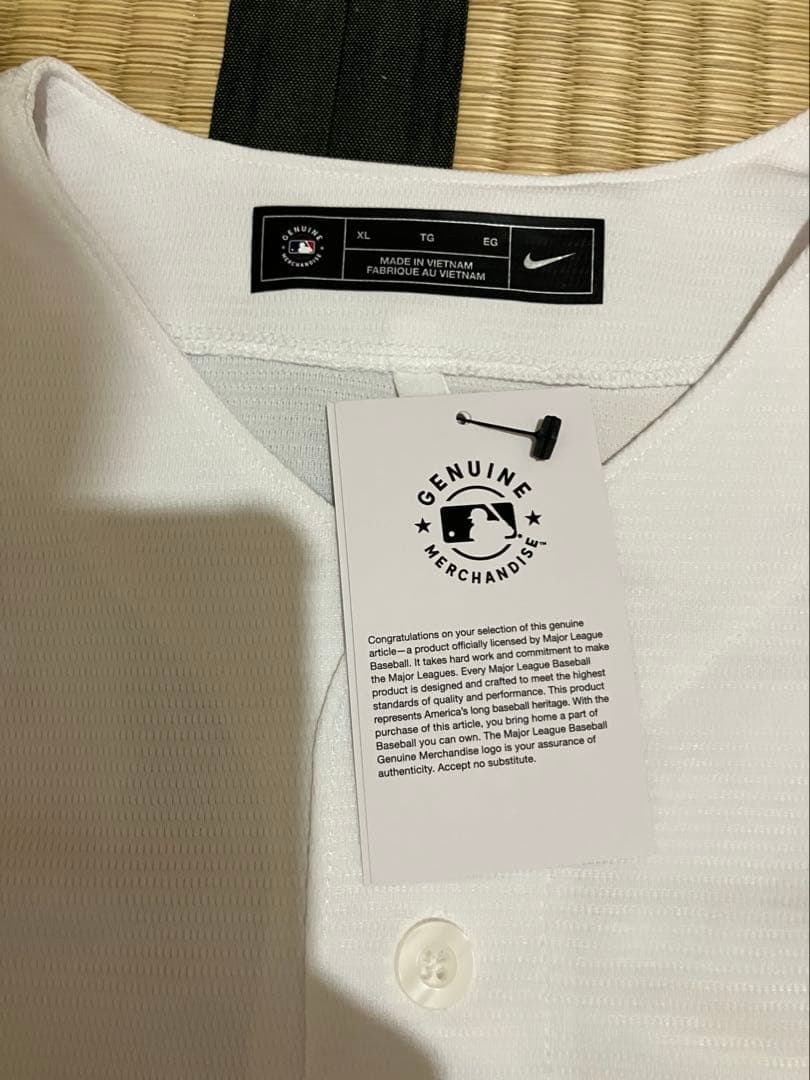 GENUINE
MERCHANDISE
XL TG EG
MADE IN VIETNAM
FABRIQUE AU VIETNAM
GENUINE
MERCHANDISE™
Congratulations on your selection of this genuine
article—a product officially licensed by Major League
Baseball. It takes hard work and commitment to make
the Major Leagues. Every Major League Baseball
product is designed and crafted to meet the highest
standards of quality and performance. This product
represents America's long baseball heritage. With the
purchase of this article, you bring home a part of
Baseball you can own. The Major League Baseball
Genuine Merchandise logo is your assurance of
authenticity. Accept no substitute.